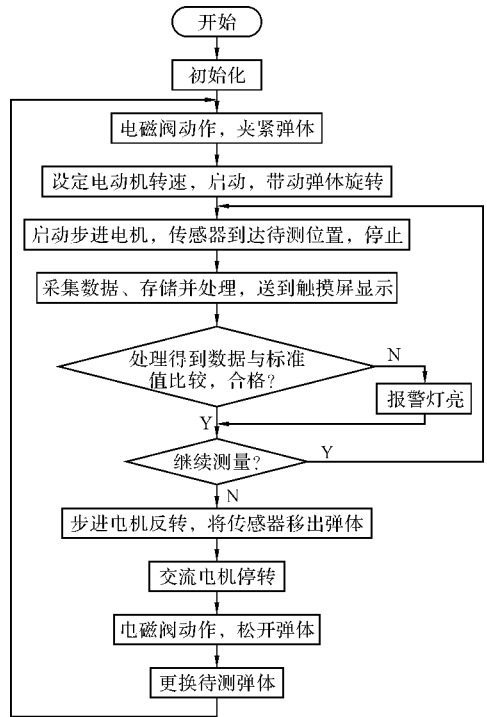 开始
初始化
电磁阀动作，夹紧弹体
设定电动机转速，启动，带动弹体旋转
启动步进电机，传感器到达待测位置，停止
采集数据、存储并处理，送到触摸屏显示
处理得到数据与标准
值比较，合格？
N
报警灯亮
Y
继续测量？
Y
N
步进电机反转，将传感器移出弹体
交流电机停转
电磁阀动作，松开弹体
更换待测弹体